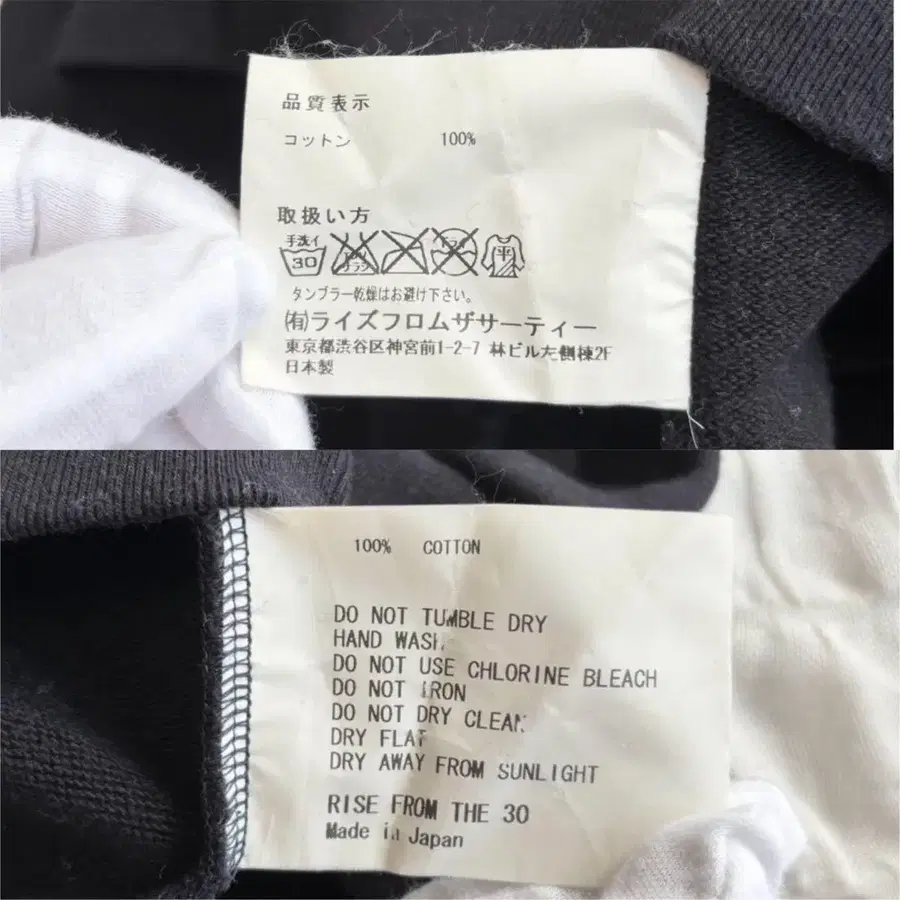 品質表示
コットン 100%
取扱い方
手洗イ
30
平
タンブラー乾燥はお避け下さい。
(有)ライズフロムザサーティー
東京都渋谷区神宮前1-2-7 林ビル左側棟2F
日本製
100% COTTON
DO NOT TUMBLE DRY
HAND WASH
DO NOT USE CHLORINE BLEACH
DO NOT IRON
DO NOT DRY CLEAN
DRY FLAT
DRY AWAY FROM SUNLIGHT
RISE FROM THE 30
Made in Japan